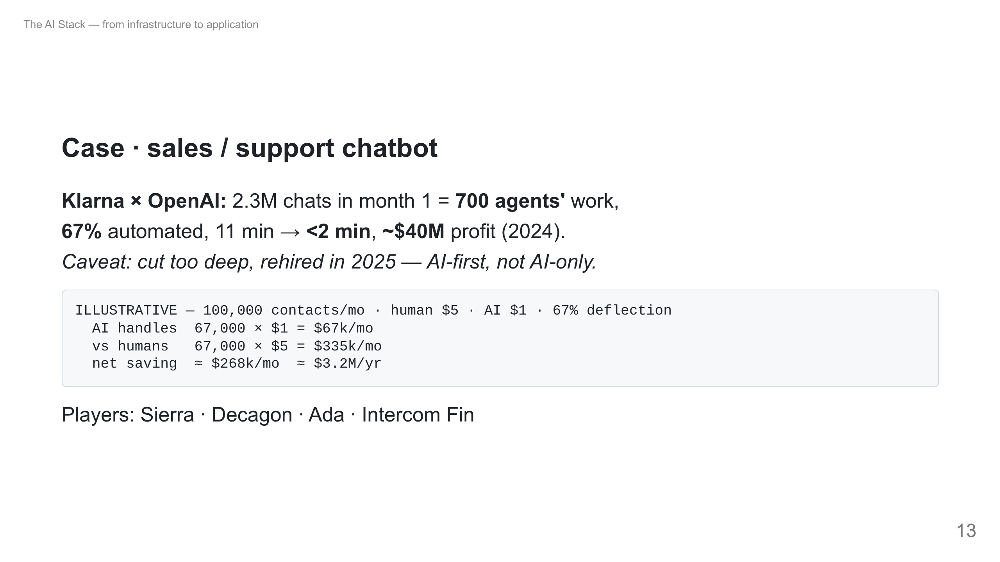 The AI Stack — from infrastructure to application
Case · sales / support chatbot
Klarna × OpenAI: 2.3M chats in month 1 = 700 agents' work,
67% automated, 11 min → <2 min, ~$40M profit (2024).
Caveat: cut too deep, rehired in 2025 — AI-first, not AI-only.
ILLUSTRATIVE — 100,000 contacts/mo · human $5 · AI $1 · 67% deflection
  AI handles  67,000 × $1 = $67k/mo
  vs humans   67,000 × $5 = $335k/mo
  net saving  ≈ $268k/mo  ≈ $3.2M/yr
Players: Sierra · Decagon · Ada · Intercom Fin
13